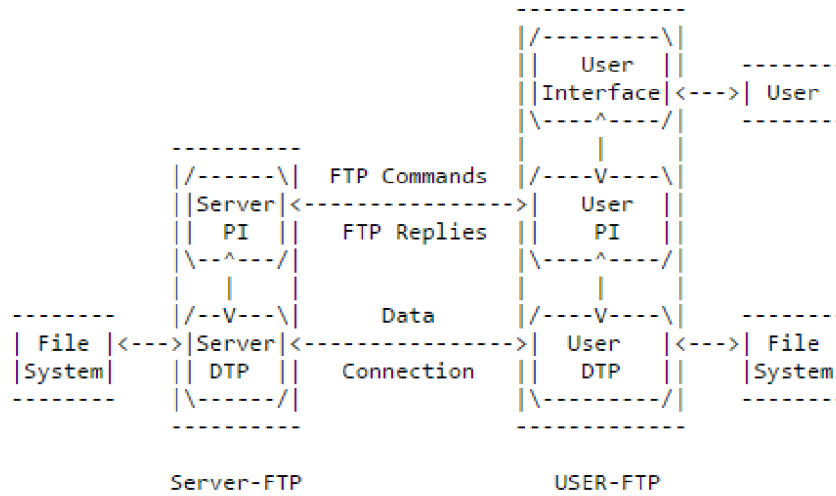 User
Interface
User
FTP Commands
Server
User
PI
FTP Replies
PI
Data
File
Server
User
File
System
DTP
Connection
DTP
System
Server-FTP
USER-FTP